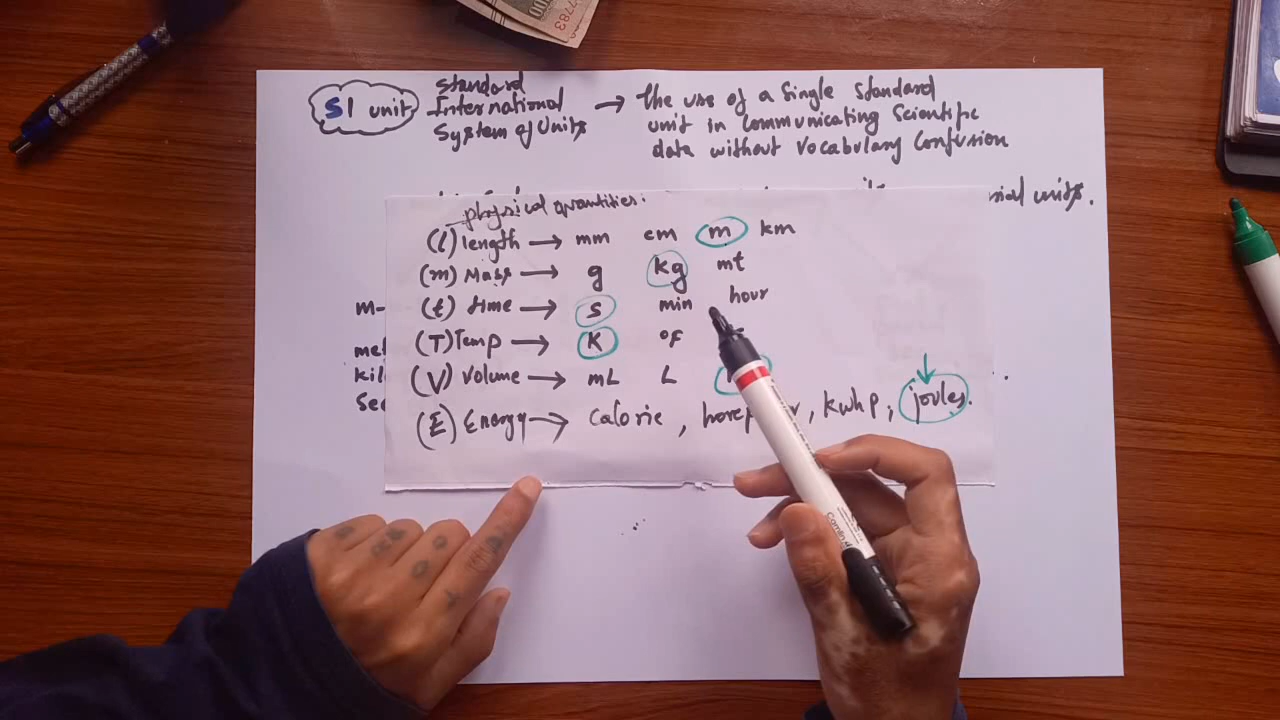 SI unit
standard
International
System of Units
→ The use of a single standard
unit in communicating scientific
data without vocabulary confusion
units.
physical quantities:
(l) length → mm cm m km
(m) Mass → g kg mt
(t) time → s min hour
(T) Temp → K °F
(V) Volume → mL L
(E) Energy → calorie, , kwhp, joules.
m-
7783